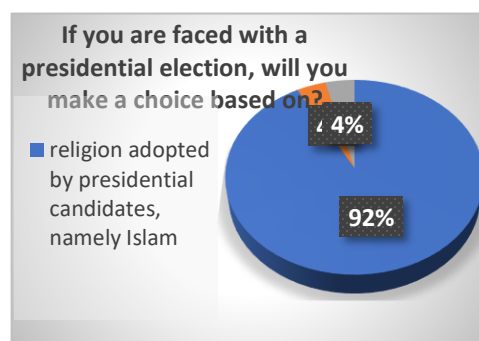 If you are faced with a
presidential election, will you
make a choice based on?
4%
92%
religion adopted
by presidential
candidates,
namely Islam